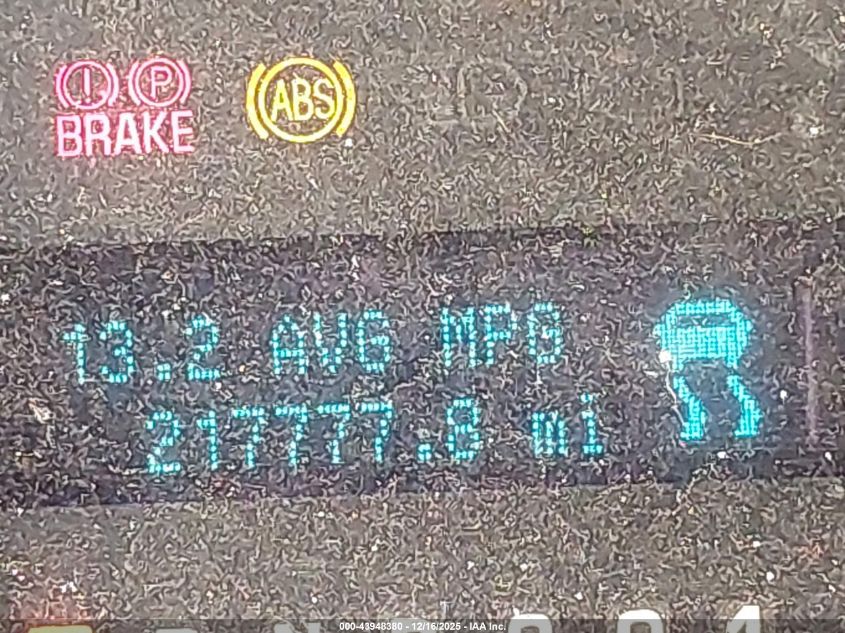 (!) (P) ABS
BRAKE
13.2 AVG MPG
217777.8 mi
000-43948380 - 12/16/2025 - IAA Inc.